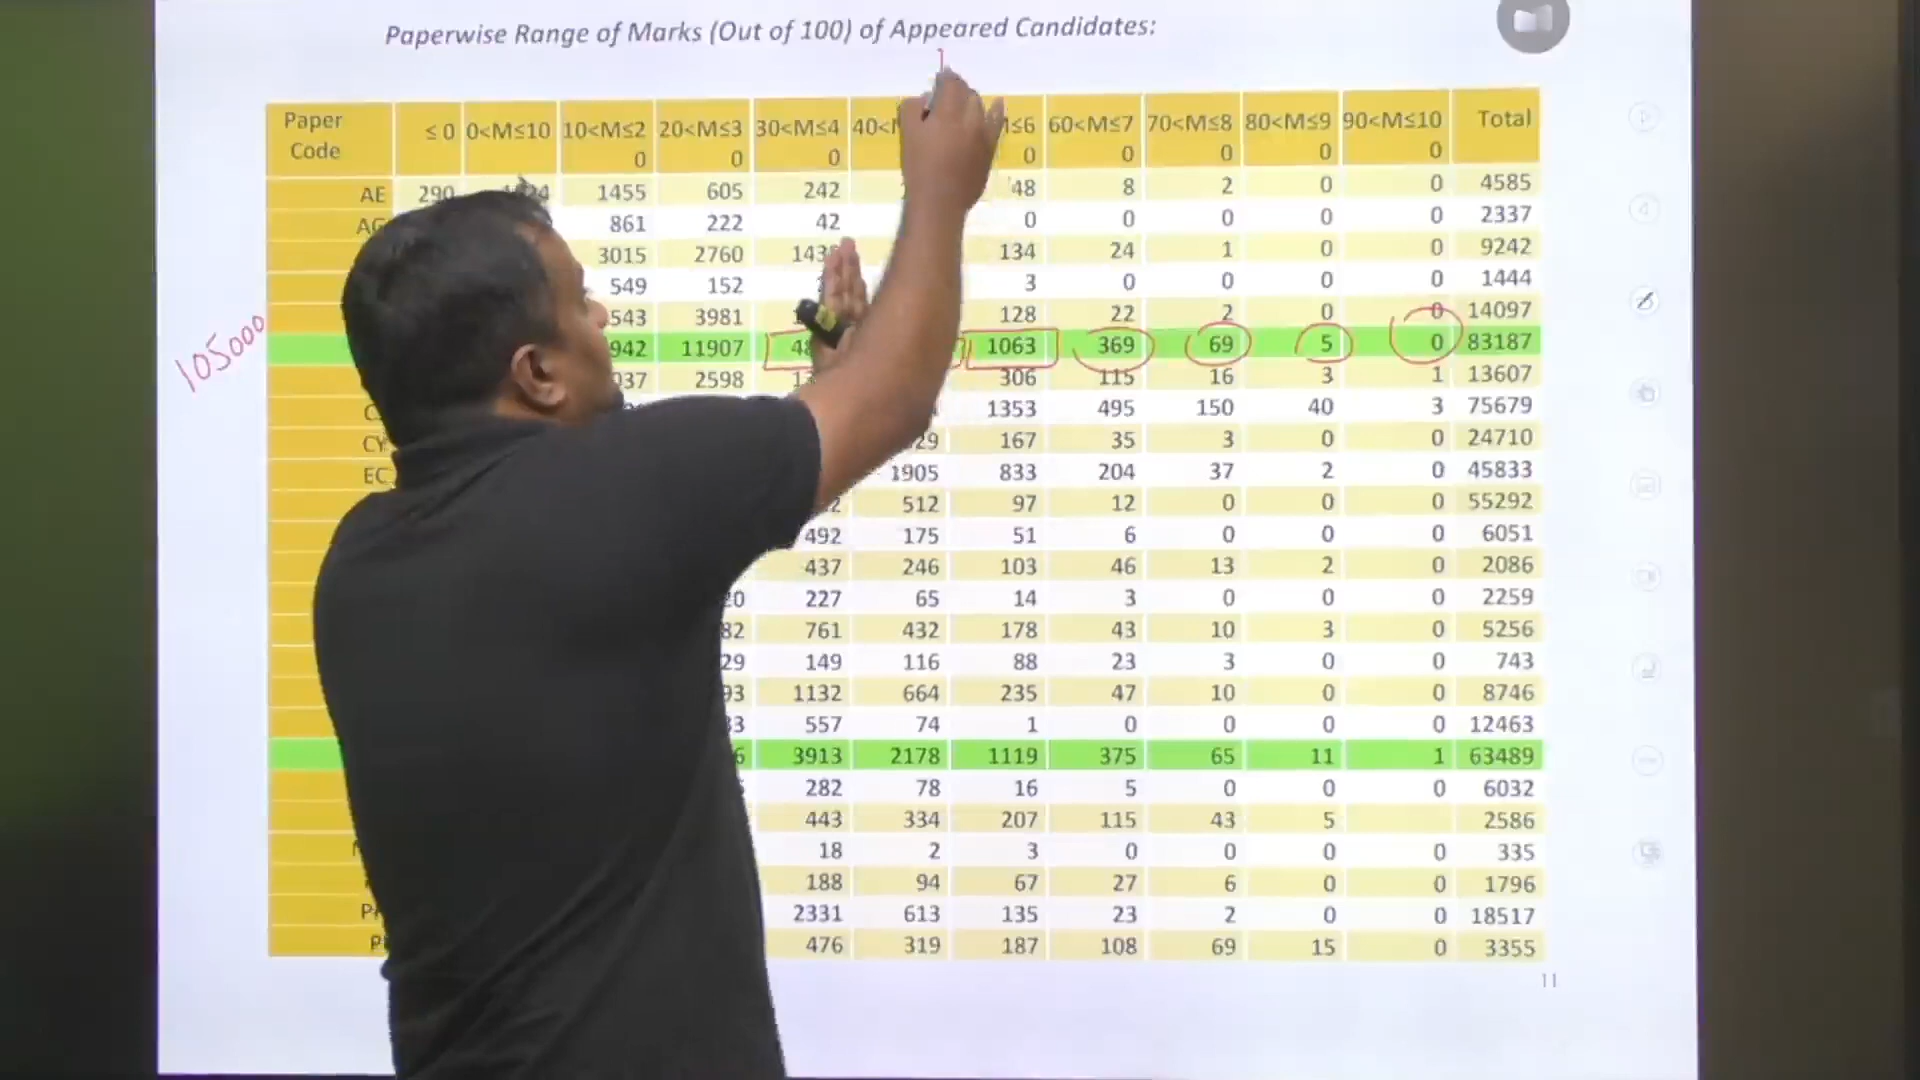 Paperwise Range of Marks (Out of 100) of Appeared Candidates:
Paper Code ≤ 0 0<M≤10 10<M≤20 20<M≤30 30<M≤40 60<M≤70 70<M≤80 80<M≤90 90<M≤100 Total
AE 290 1455 605 242 48 8 2 0 0 4585
861 222 42 0 0 0 0 0 2337
3015 2760 134 24 1 0 0 9242
549 152 3 0 0 0 0 1444
3981 128 22 2 0 0 14097
105000
11907 1063 369 69 5 0 83187
2598 306 115 16 3 1 13607
1353 495 150 40 3 75679
CY 167 35 3 0 0 24710
EC 1905 833 204 37 2 0 45833
512 97 12 0 0 0 55292
492 175 51 6 0 0 0 6051
437 246 103 46 13 2 0 2086
227 65 14 3 0 0 0 2259
761 432 178 43 10 3 0 5256
149 116 88 23 3 0 0 743
1132 664 235 47 10 0 0 8746
557 74 1 0 0 0 0 12463
3913 2178 1119 375 65 11 1 63489
282 78 16 5 0 0 0 6032
443 334 207 115 43 5 2586
18 2 3 0 0 0 0 335
188 94 67 27 6 0 0 1796
2331 613 135 23 2 0 0 18517
476 319 187 108 69 15 0 3355
11